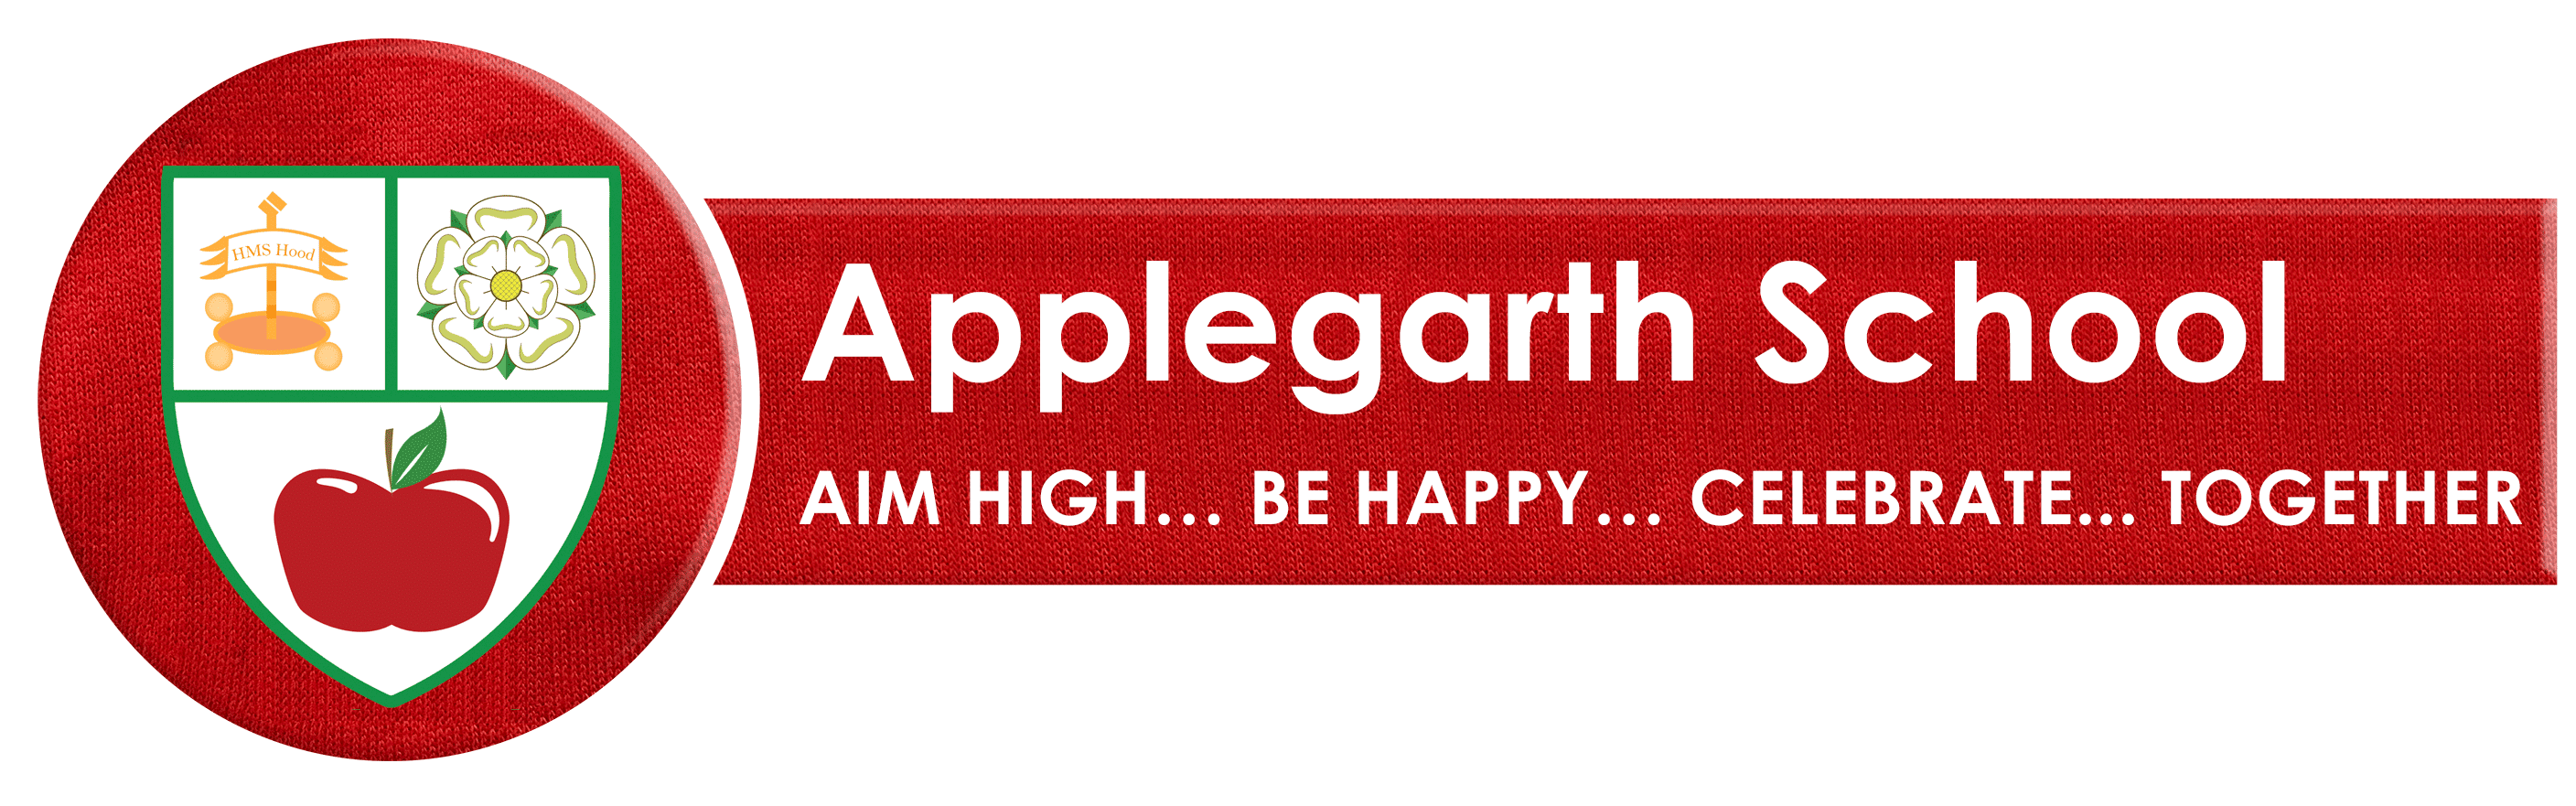 HMS Hood
Applegarth School
AIM HIGH... BE HAPPY... CELEBRATE... TOGETHER